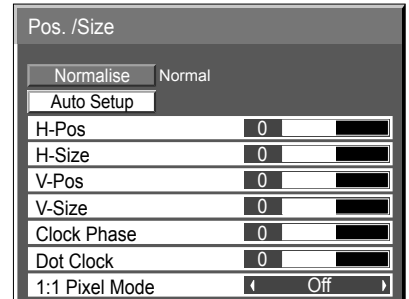 Pos. /Size
Normalise Normal
Auto Setup
H-Pos 0
H-Size 0
V-Pos 0
V-Size 0
Clock Phase 0
Dot Clock 0
1:1 Pixel Mode Off